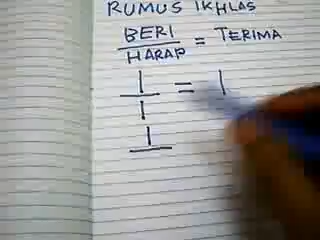 RUMUS IKHLAS
BERI
HARAP = TERIMA
1
1 = 1
1